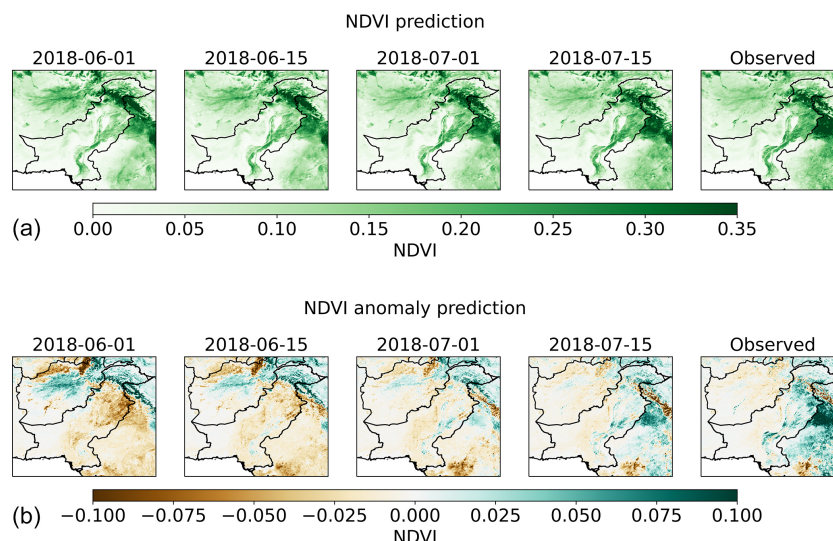 NDVI prediction
2018-06-01 2018-06-15 2018-07-01 2018-07-15 Observed
(a)
0.00 0.05 0.10 0.15 0.20 0.25 0.30 0.35
NDVI
NDVI anomaly prediction
2018-06-01 2018-06-15 2018-07-01 2018-07-15 Observed
(b)
−0.100 −0.075 −0.050 −0.025 0.000 0.025 0.050 0.075 0.100
NDVI